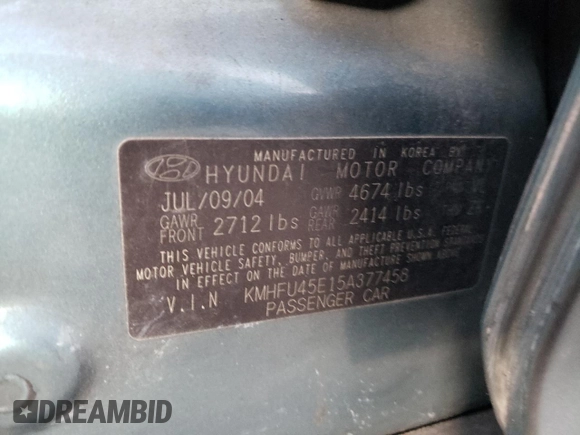 MANUFACTURED IN KOREA BY
HYUNDAI MOTOR COMPANY
JUL/09/04 GVWR 4674 lbs
GAWR FRONT 2712 lbs GAWR REAR 2414 lbs
THIS VEHICLE CONFORMS TO ALL APPLICABLE U.S.A. FEDERAL
MOTOR VEHICLE SAFETY, BUMPER, AND THEFT PREVENTION STANDARDS
IN EFFECT ON THE DATE OF MANUFACTURE SHOWN ABOVE
V.I.N KMHFU45E15A377458
PASSENGER CAR
DREAMBID